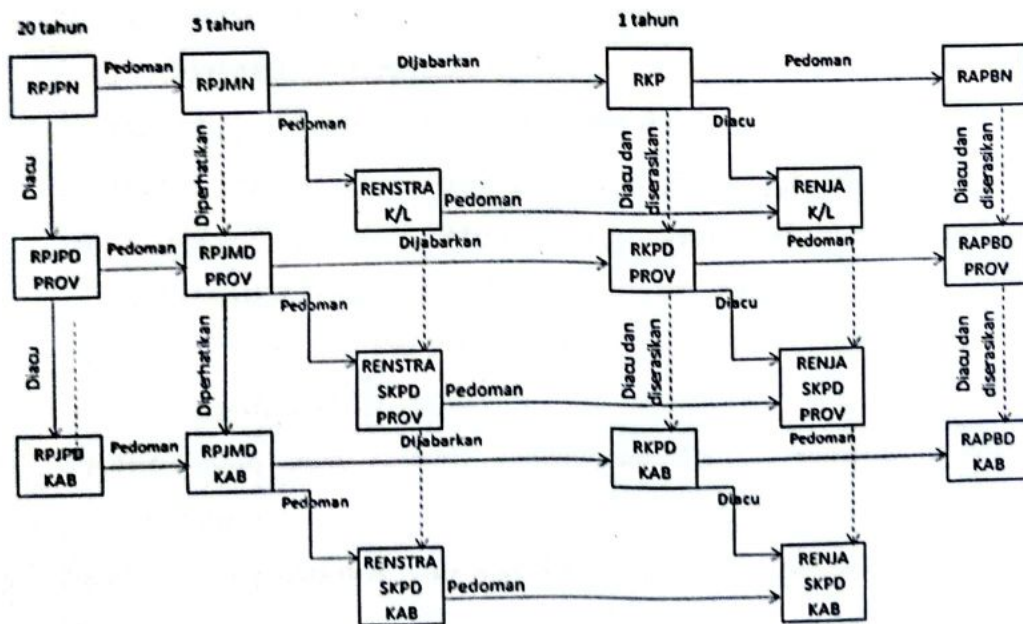 20 tahun
5 tahun
1 tahun
RPJPN
Pedoman
RPJMN
Dijabarkan
RKP
Pedoman
RAPBN
Pedoman
Diacu
Diacu
Diperhatikan
Diacu dan
diserasikan
Diacu dan
diserasikan
RENSTRA
K/L
Pedoman
RENJA
K/L
RPJPD
PROV
Pedoman
RPJMD
PROV
Dijabarkan
RKPD
PROV
Pedoman
RAPBD
PROV
Pedoman
Diacu
Diacu
Diperhatikan
Diacu dan
diserasikan
Diacu dan
diserasikan
RENSTRA
SKPD
PROV
Pedoman
RENJA
SKPD
PROV
RPJPD
KAB
Pedoman
RPJMD
KAB
Dijabarkan
RKPD
KAB
Pedoman
RAPBD
KAB
Pedoman
Diacu
RENSTRA
SKPD
KAB
Pedoman
RENJA
SKPD
KAB